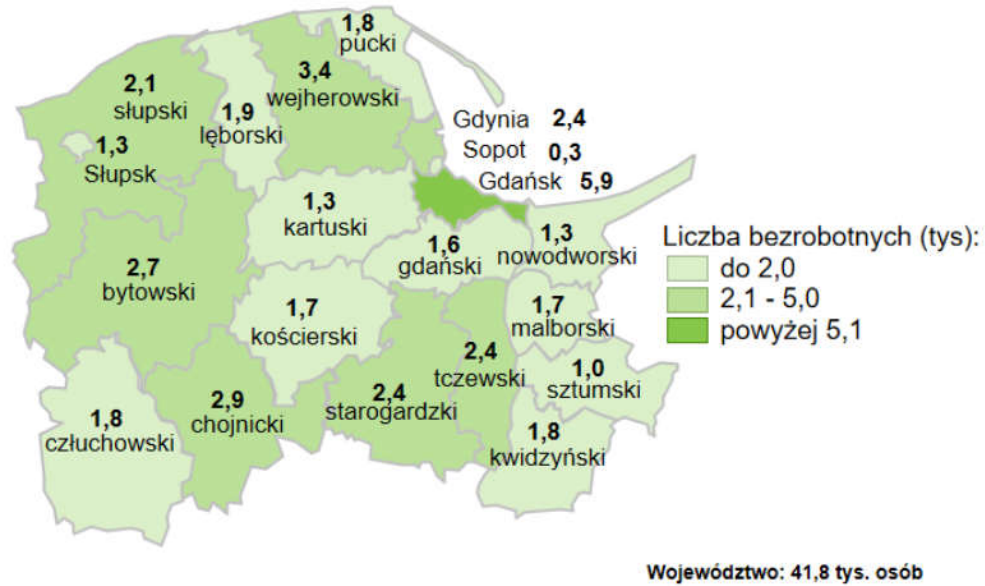 1,8
pucki
2,1
słupski
3,4
wejherowski
1,9
lęborski
Gdynia 2,4
Sopot 0,3
Gdańsk 5,9
1,3
Słupsk
1,3
kartuski
1,6
gdański
1,3
nowodworski
Liczba bezrobotnych (tys):
do 2,0
2,1 - 5,0
powyżej 5,1
2,7
bytowski
1,7
kościerski
1,7
malborski
2,4
tczewski
1,0
sztumski
2,9
chojnicki
2,4
starogardzki
1,8
człuchowski
1,8
kwidzyński
Województwo: 41,8 tys. osób